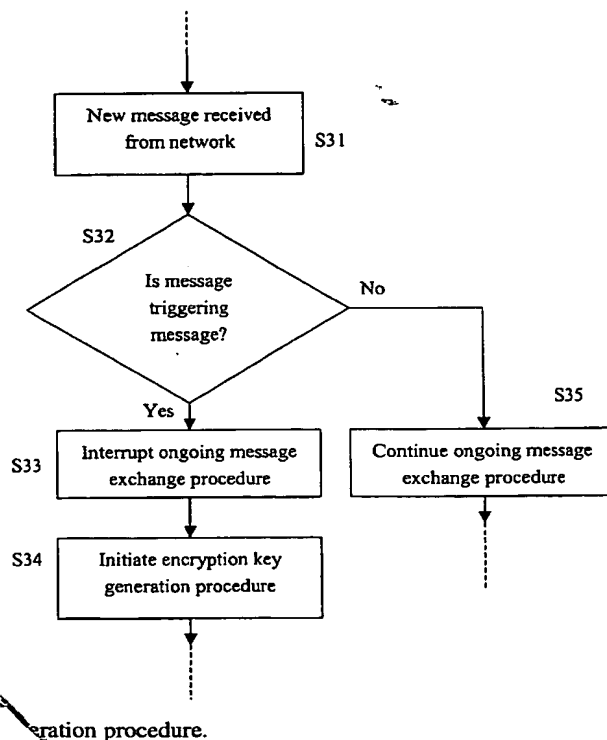 New message received
from network
S31
S32
Is message
triggering
message?
No
Yes
S35
S33
Interrupt ongoing message
exchange procedure
Continue ongoing message
exchange procedure
S34
Initiate encryption key
generation procedure
eration procedure.